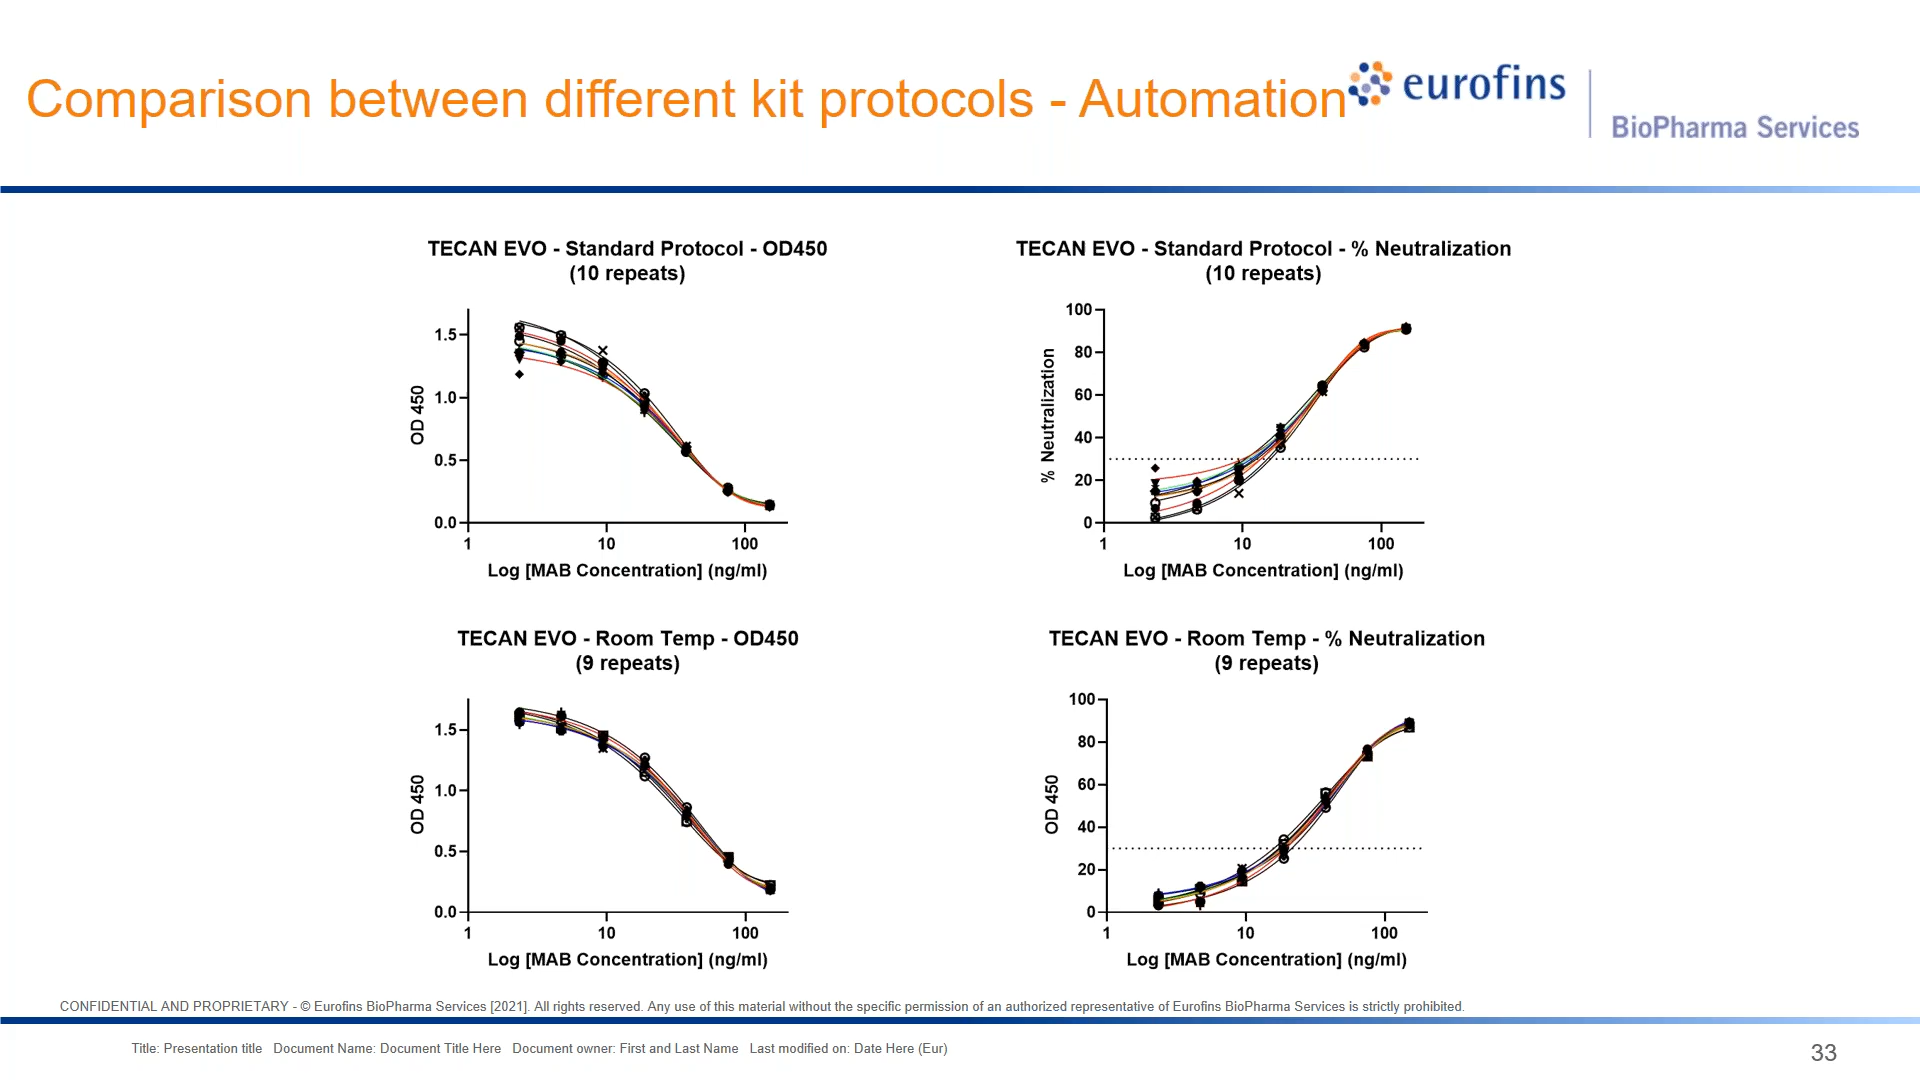 Comparison between different kit protocols - Automation
eurofins
BioPharma Services
TECAN EVO - Standard Protocol - OD450
(10 repeats)
1.5
1.0
0.5
0.0
OD 450
1
10
100
Log [MAB Concentration] (ng/ml)
TECAN EVO - Standard Protocol - % Neutralization
(10 repeats)
100
80
60
40
20
0
% Neutralization
1
10
100
Log [MAB Concentration] (ng/ml)
TECAN EVO - Room Temp - OD450
(9 repeats)
1.5
1.0
0.5
0.0
OD 450
1
10
100
Log [MAB Concentration] (ng/ml)
TECAN EVO - Room Temp - % Neutralization
(9 repeats)
100
80
60
40
20
0
OD 450
1
10
100
Log [MAB Concentration] (ng/ml)
CONFIDENTIAL AND PROPRIETARY - © Eurofins BioPharma Services [2021]. All rights reserved. Any use of this material without the specific permission of an authorized representative of Eurofins BioPharma Services is strictly prohibited.
Title: Presentation title Document Name: Document Title Here Document owner: First and Last Name Last modified on: Date Here (Eur)
33